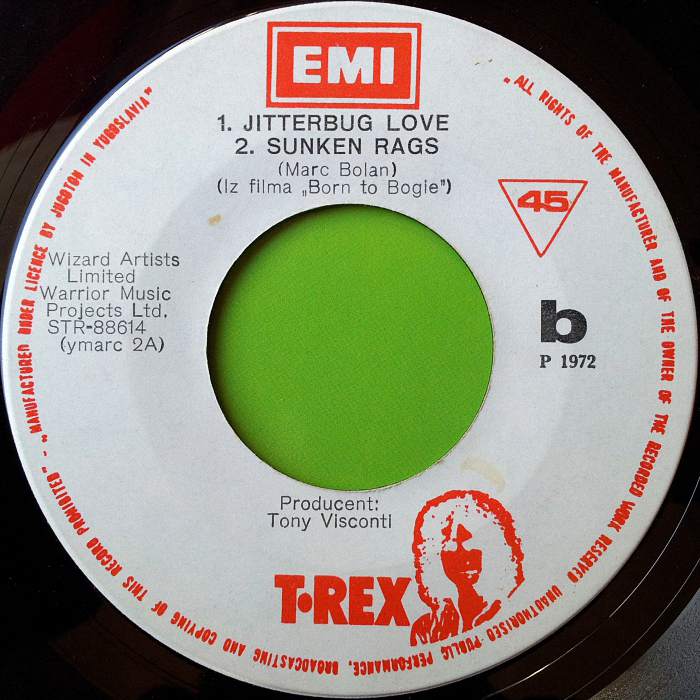 EMI
1. JITTERBUG LOVE
2. SUNKEN RAGS
(Marc Bolan)
(Iz filma „Born to Bogie")
45
Wizard Artists
Limited
Warrior Music
Projects Ltd.
STR-88614
(ymarc 2A)
b
P 1972
Producent:
Tony Visconti
T•REX
„ALL RIGHTS OF THE MANUFACTURER AND OF THE OWNER OF THE RECORDED WORK RESERVED UNAUTHORISED PUBLIC PERFORMANCE, BROADCASTING AND COPYING OF THIS RECORD PROHIBITED" - „MANUFACTURED UNDER LICENCE BY JUGOTON IN YUGOSLAVIA"